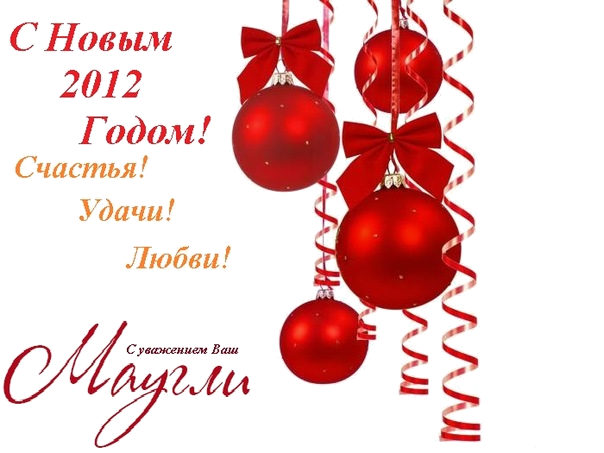 С Новым
2012
Годом!
Счастья!
Удачи!
Любви!
С уважением Ваш
Маугли